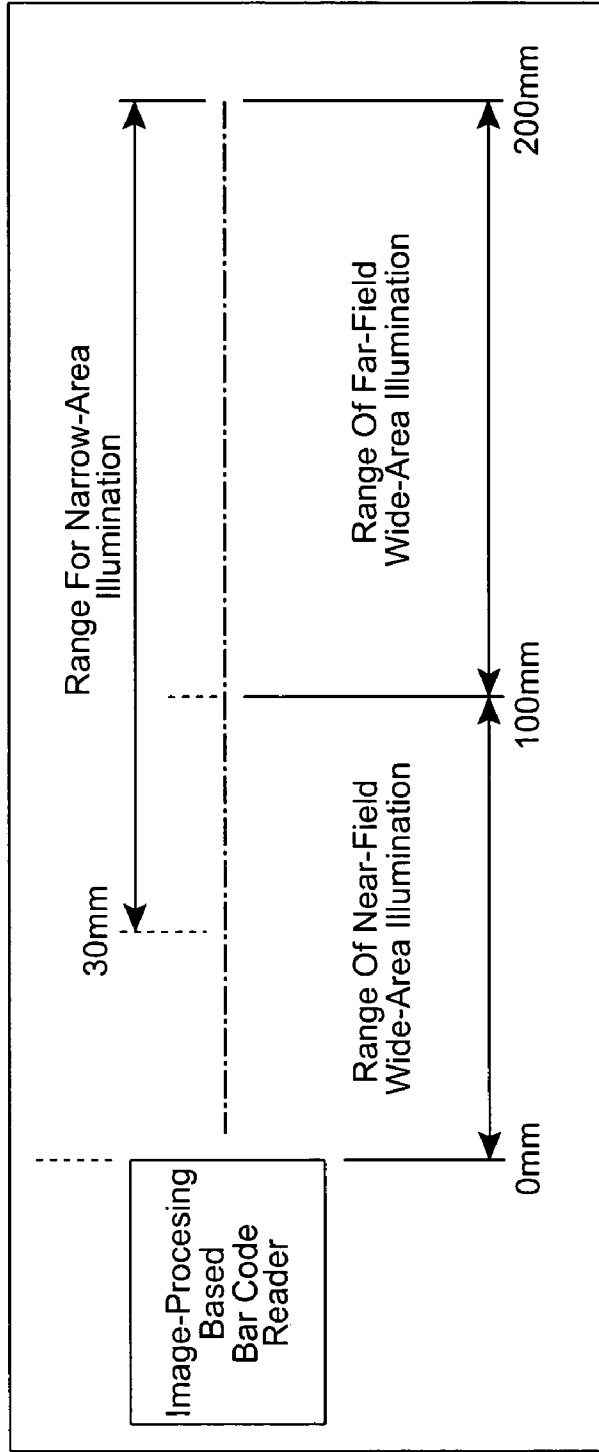 Image-Procesing
Based
Bar Code
Reader
30mm
Range For Narrow-Area
Illumination
Range Of Near-Field
Wide-Area Illumination
Range Of Far-Field
Wide-Area Illumination
0mm
100mm
200mm